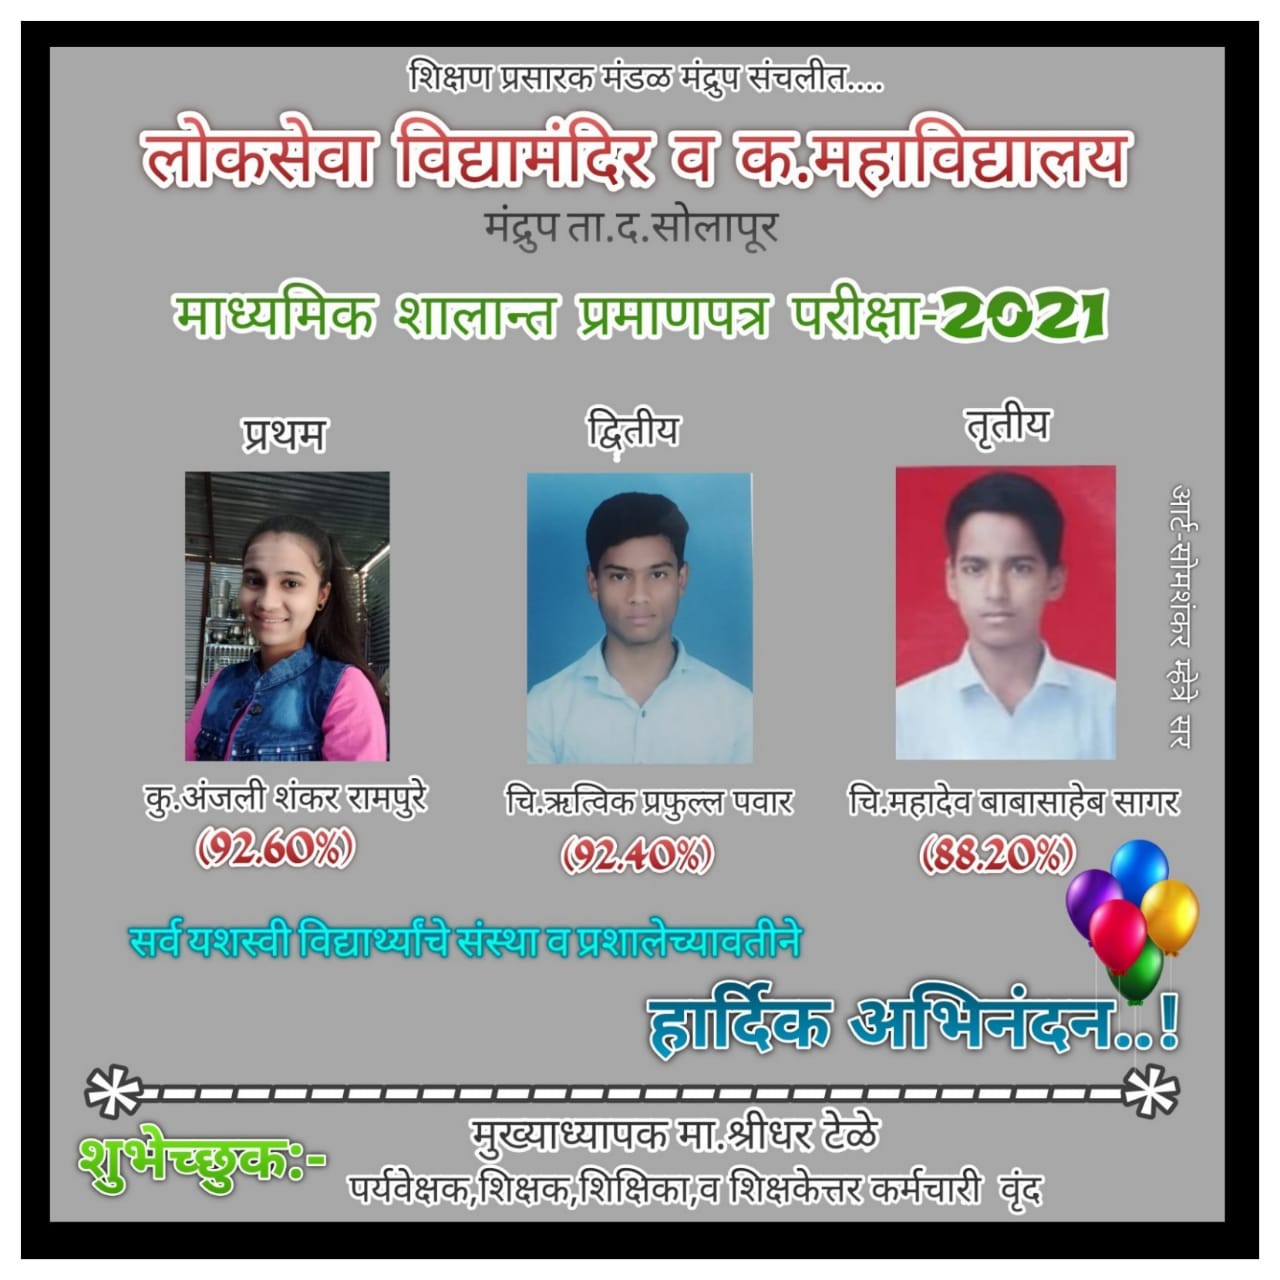 शिक्षण प्रसारक मंडळ मंद्रुप संचलीत....
लोकसेवा विद्यामंदिर व क.महाविद्यालय
मंद्रुप ता.द.सोलापूर
माध्यमिक शालान्त प्रमाणपत्र परीक्षा-2021
प्रथम
द्वितीय
तृतीय
आर्ट-सोमशंकर म्हेत्रे सर
कु.अंजली शंकर रामपुरे
(92.60%)
चि.ऋत्विक प्रफुल्ल पवार
(92.40%)
चि.महादेव बाबासाहेब सागर
(88.20%)
सर्व यशस्वी विद्यार्थ्यांचे संस्था व प्रशालेच्यावतीने
हार्दिक अभिनंदन..!
शुभेच्छुक:-
मुख्याध्यापक मा.श्रीधर टेळे
पर्यवेक्षक,शिक्षक,शिक्षिका,व शिक्षकेत्तर कर्मचारी वृंद